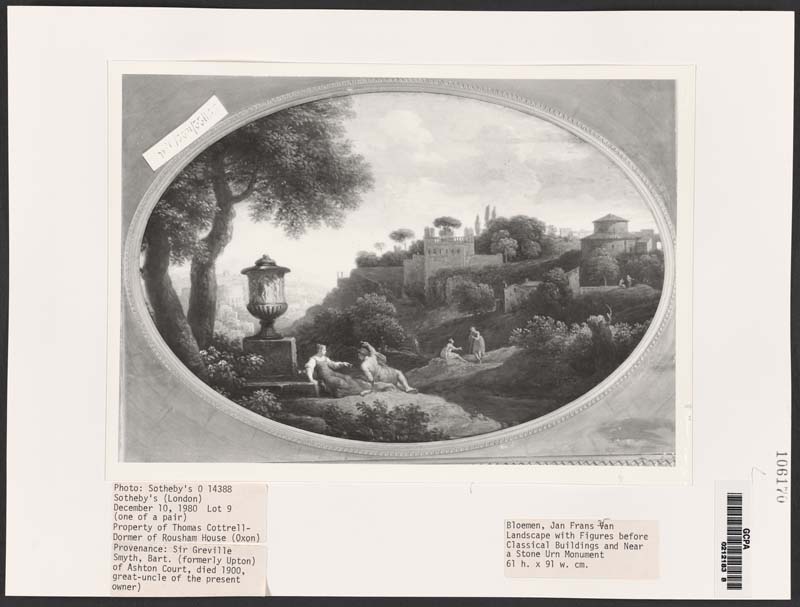 Photo: Sotheby's O 14388
Sotheby's (London)
December 10, 1980  Lot 9
(one of a pair)
Property of Thomas Cottrell-
Dormer of Rousham House (Oxon)
Provenance: Sir Greville
Smyth, Bart. (formerly Upton)
of Ashton Court, died 1900,
great-uncle of the present
owner)
Bloemen, Jan Frans Van
Landscape with Figures before
Classical Buildings and Near
a Stone Urn Monument
61 h. x 91 w. cm.
GCPA
0212183 8
106170